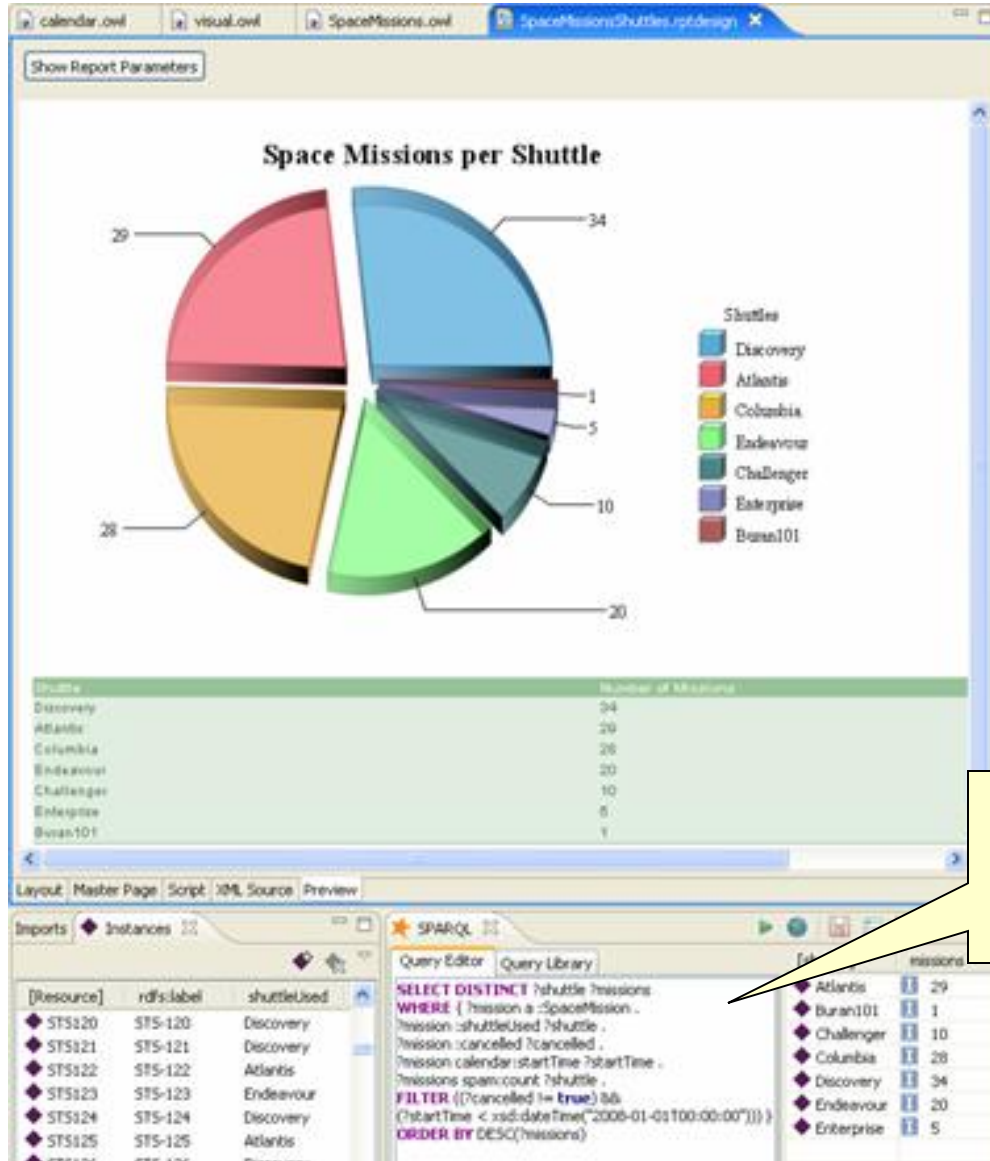 calendar.owl
visual.owl
SpaceMissions.owl
SpaceMissionsShuttles.rptdesign
Show Report Parameters
Space Missions per Shuttle
29
34
1
5
10
28
20
Shuttles
Discovery
Atlantis
Columbia
Endeavour
Challenger
Enterprise
Buran101
Shuttle Number of Missions
Discovery 34
Atlantis 29
Columbia 28
Endeavour 20
Challenger 10
Enterprise 5
Buran101 1
Layout Master Page Script XML Source Preview
Imports Instances
[Resource] rdfs:label shuttleUsed
STS120 STS-120 Discovery
STS121 STS-121 Discovery
STS122 STS-122 Atlantis
STS123 STS-123 Endeavour
STS124 STS-124 Discovery
STS125 STS-125 Atlantis
SPARQL
Query Editor Query Library
SELECT DISTINCT ?shuttle ?missions
WHERE { ?mission a :SpaceMission .
?mission :shuttleUsed ?shuttle .
?mission :cancelled ?cancelled .
?mission calendar:startTime ?startTime .
?missions spam:count ?shuttle .
FILTER ((?cancelled != true) &&
(?startTime < xsd:dateTime("2008-01-01T00:00:00"))) }
ORDER BY DESC(?missions)
missions
Atlantis 29
Buran101 1
Challenger 10
Columbia 28
Discovery 34
Endeavour 20
Enterprise 5